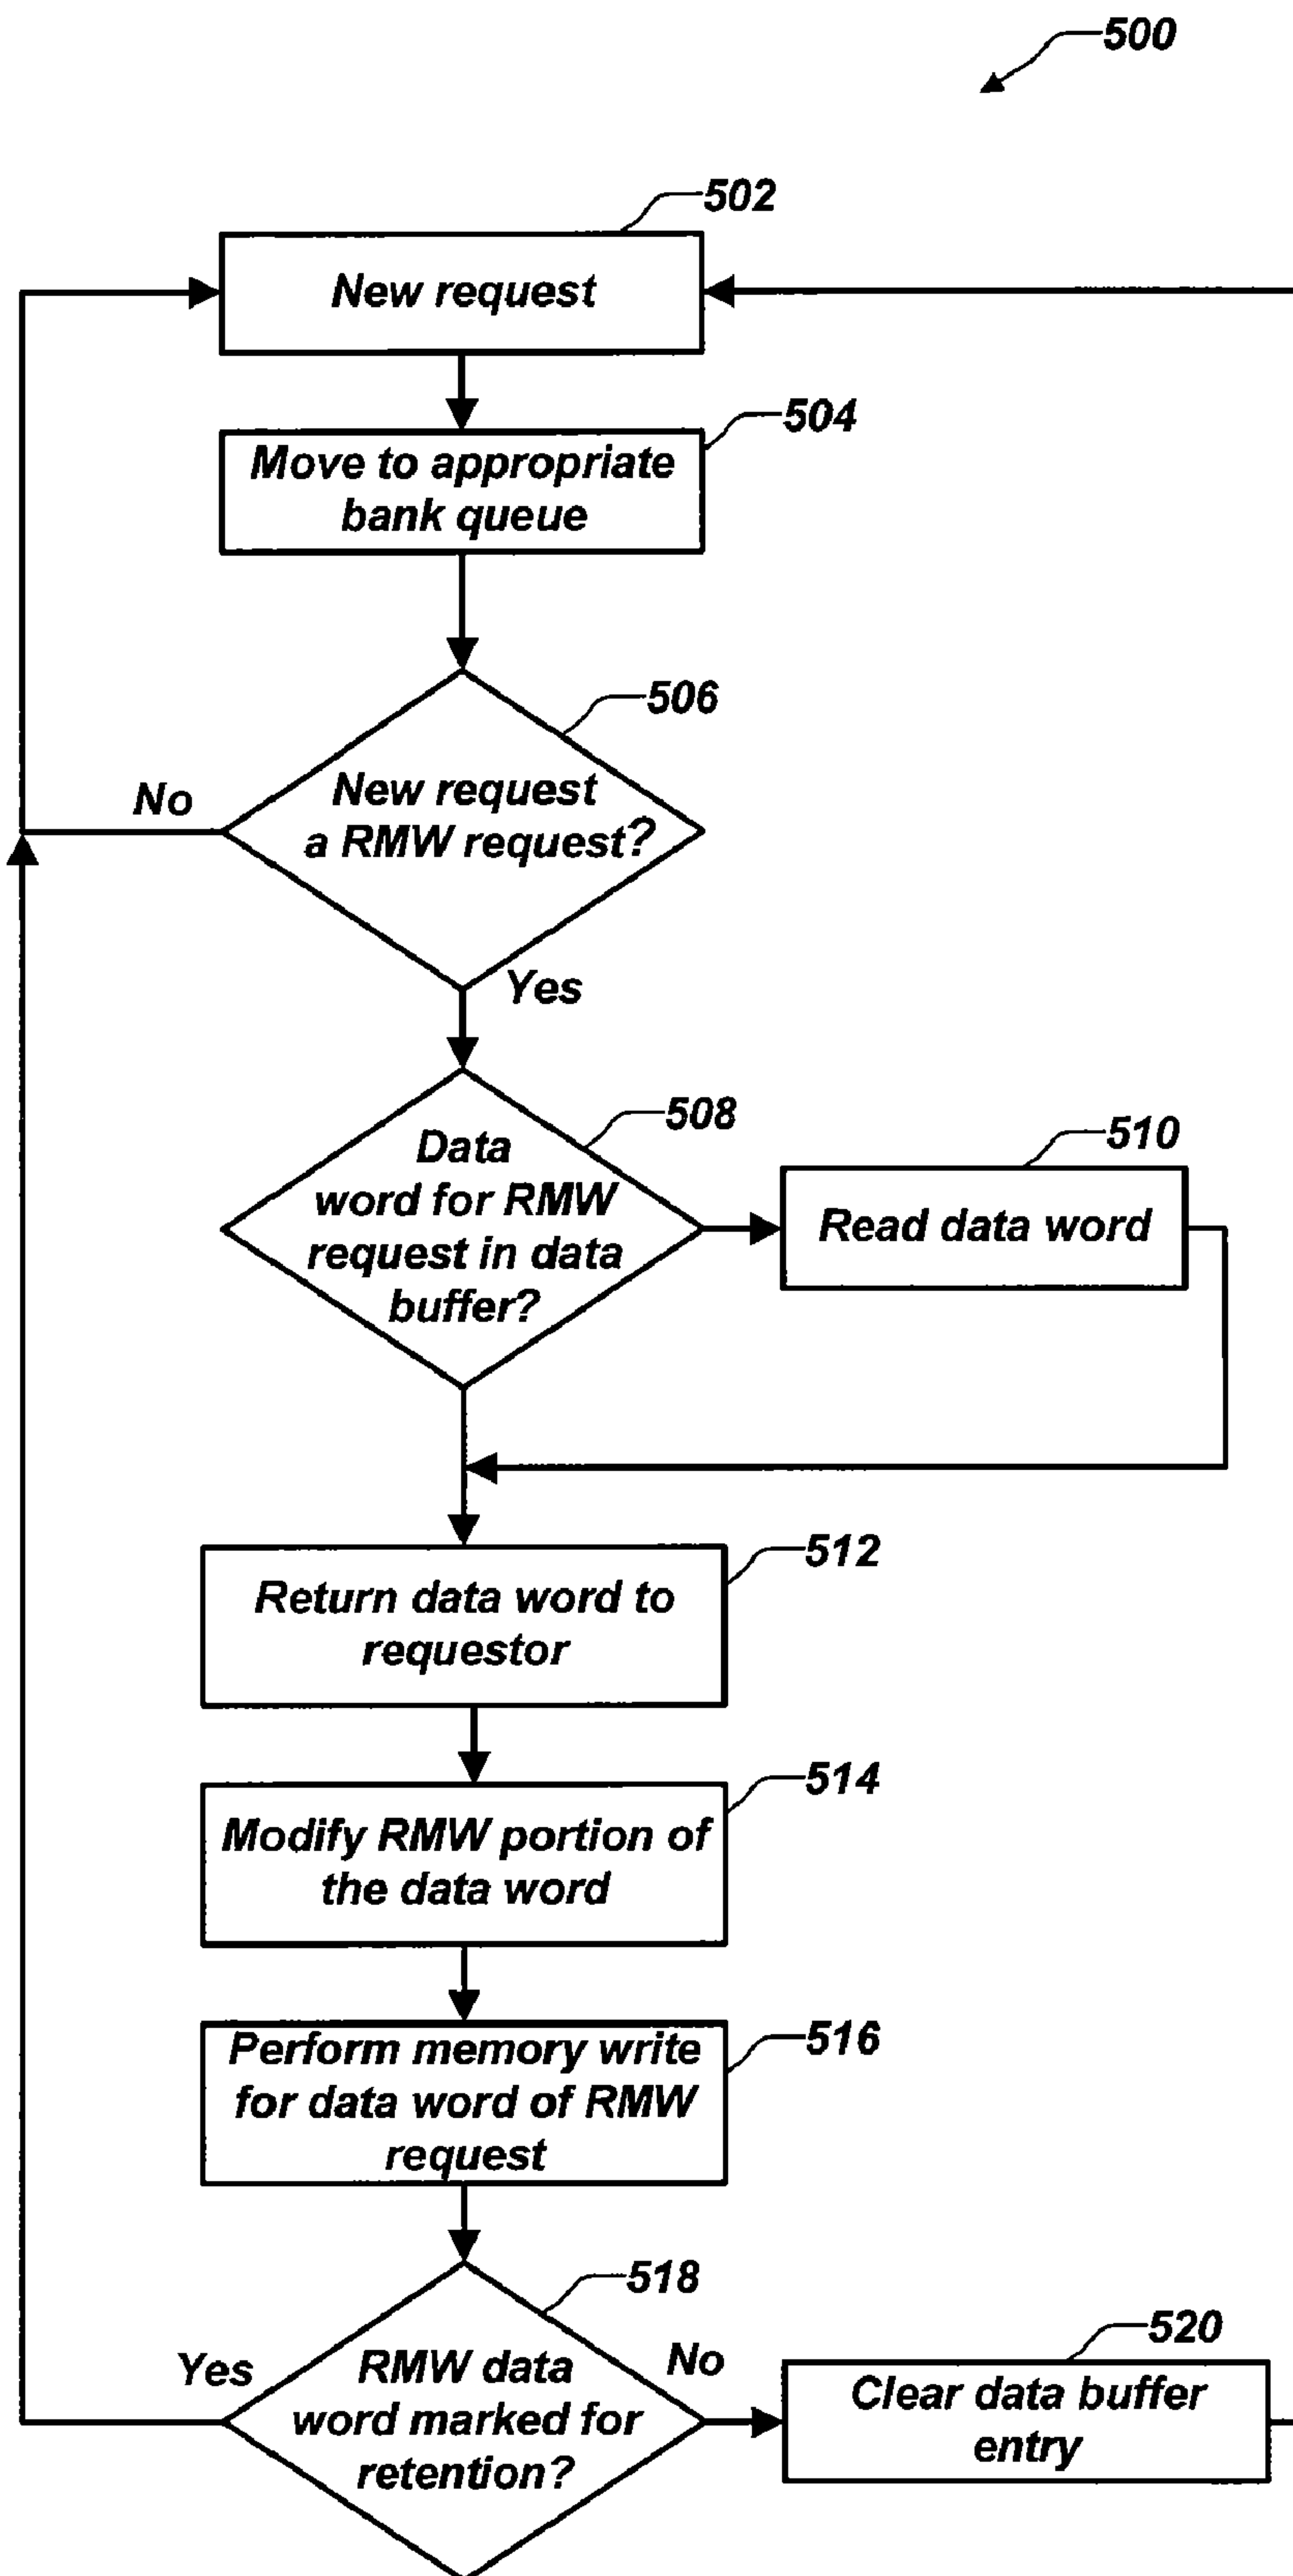 500
502
New request
504
Move to appropriate
bank queue
506
New request
a RMW request?
No
Yes
508
Data
word for RMW
request in data
buffer?
510
Read data word
512
Return data word to
requestor
514
Modify RMW portion of
the data word
516
Perform memory write
for data word of RMW
request
518
RMW data
word marked for
retention?
Yes
No
520
Clear data buffer
entry